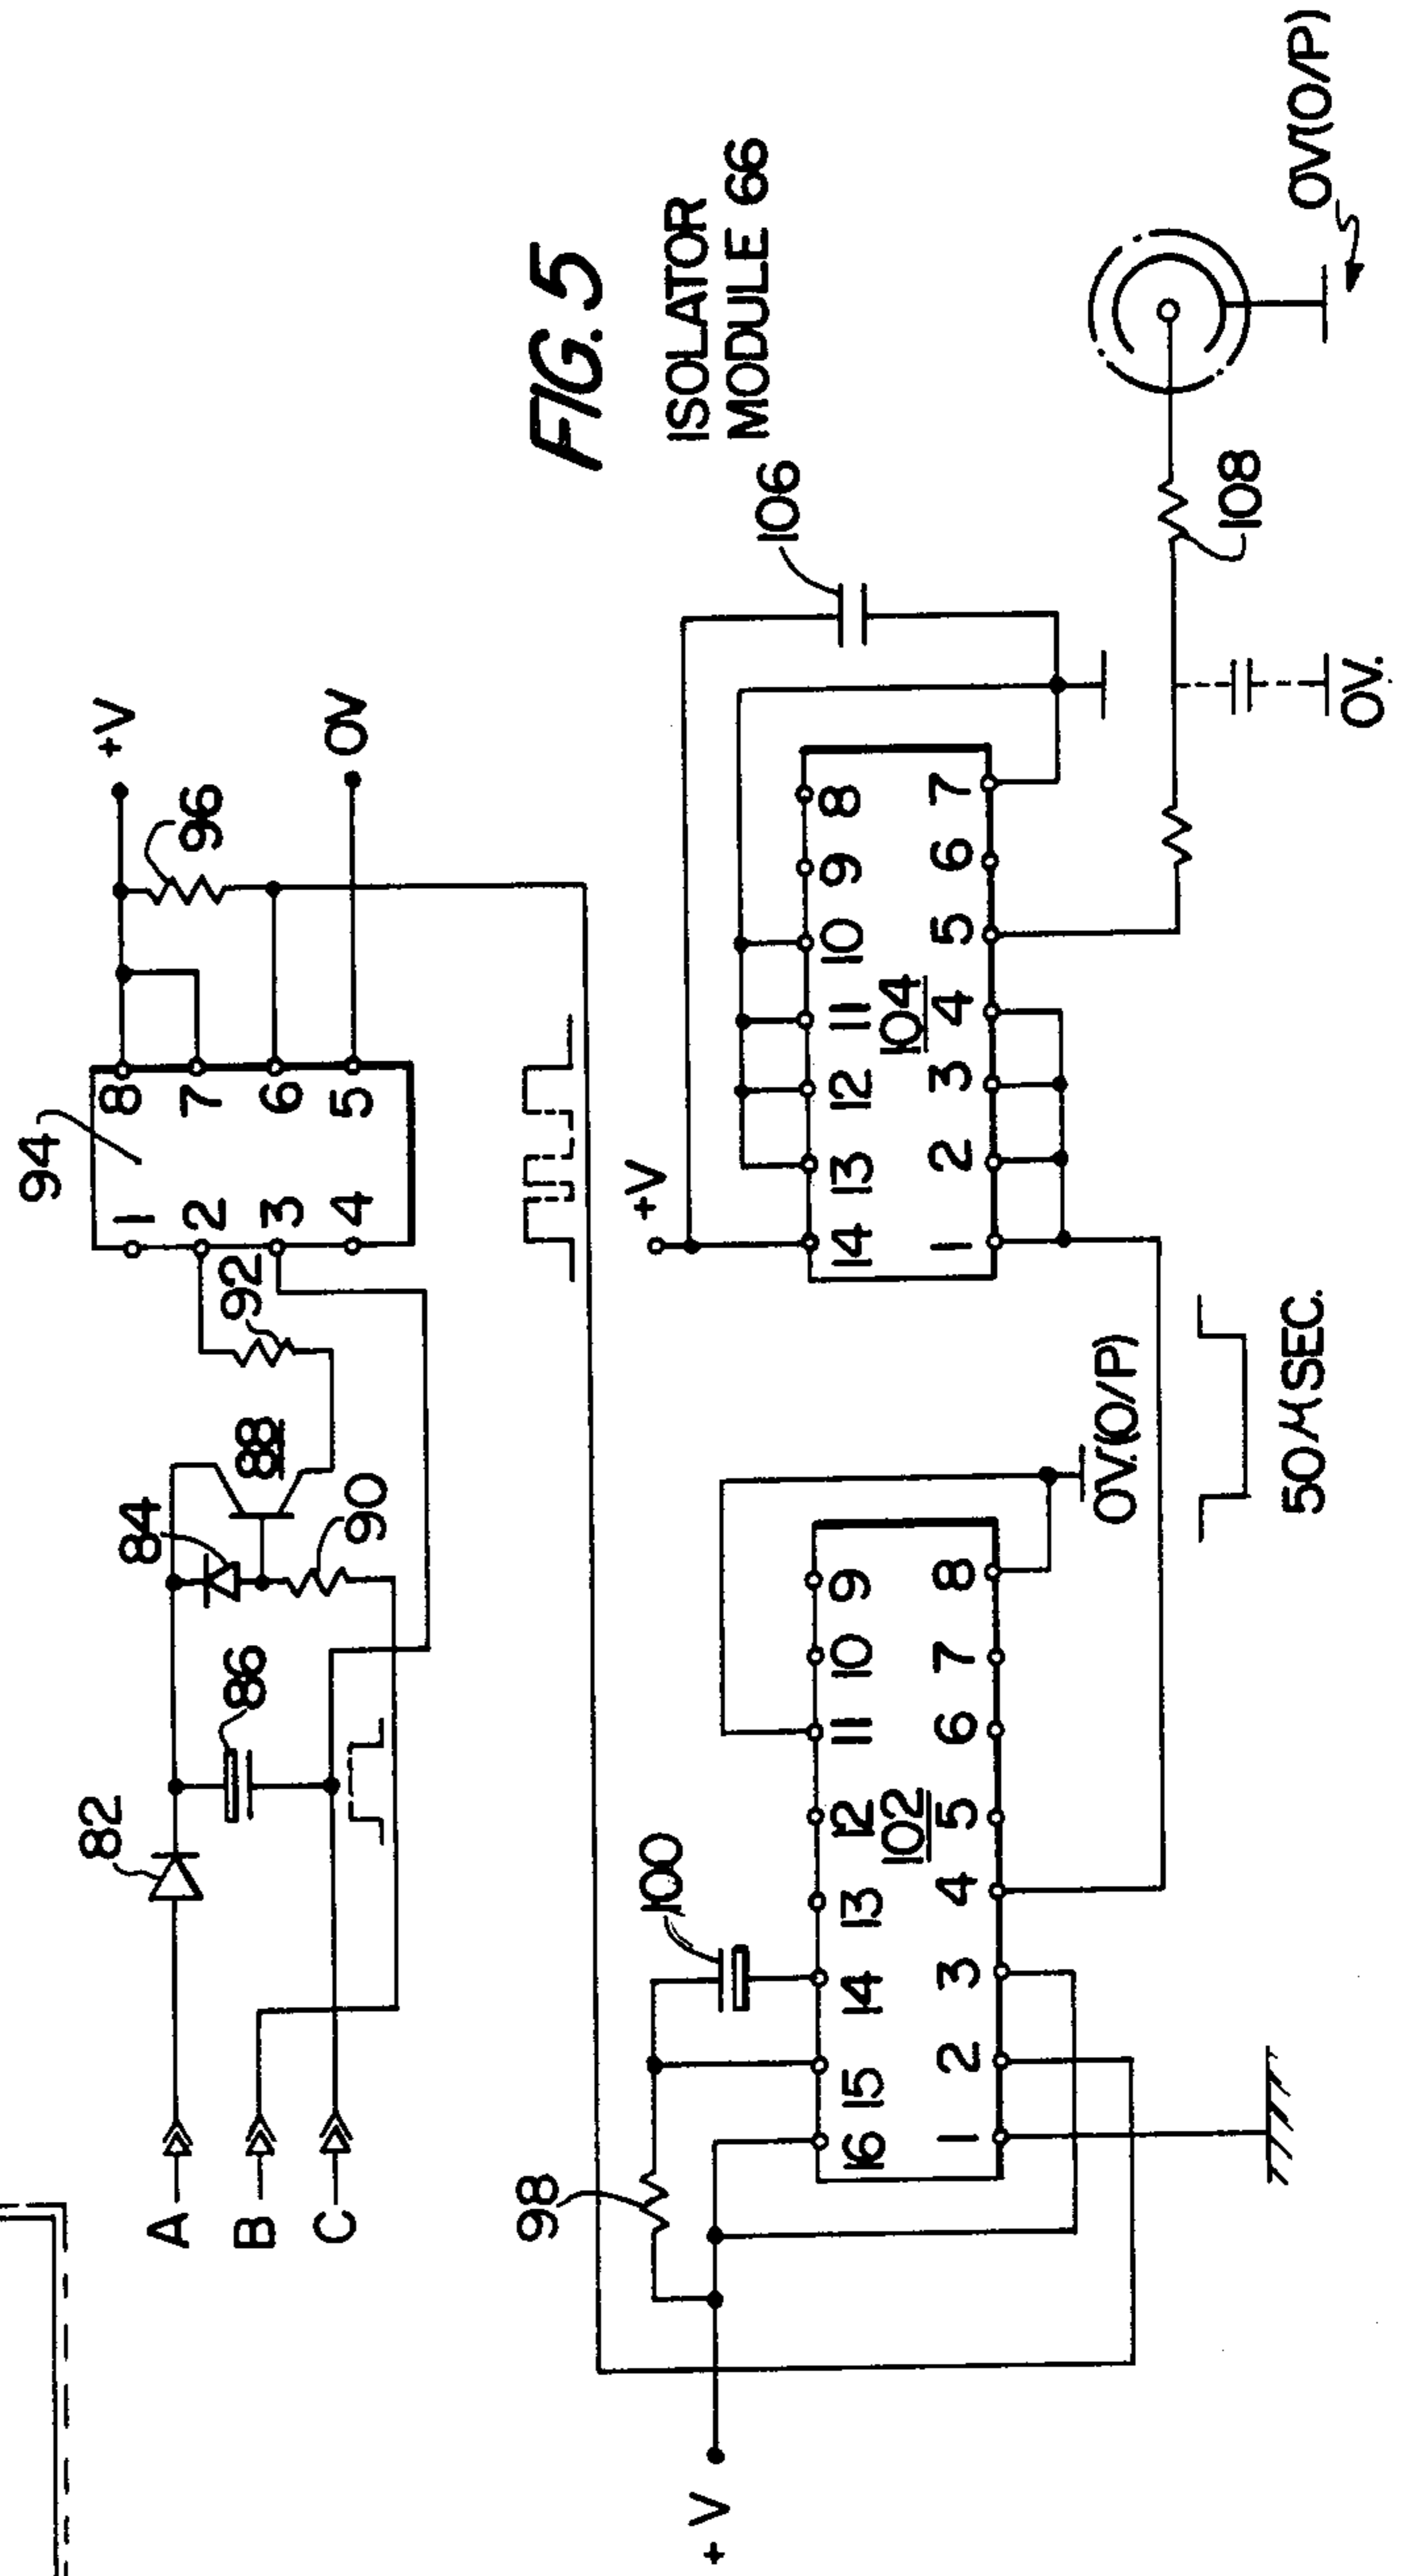 FIG. 5
ISOLATOR
MODULE 66
A
B
C
82
86
84
88
90
92
94
1
2
3
4
8
7
6
5
96
+V
0V
+V
98
100
16 15 14 13 12 11 10 9
102
1 2 3 4 5 6 7 8
0V.(O/P)
50 μSEC.
+V
14 13 12 11 10 9 8
104
1 2 3 4 5 6 7
106
108
0V.
0V(O/P)